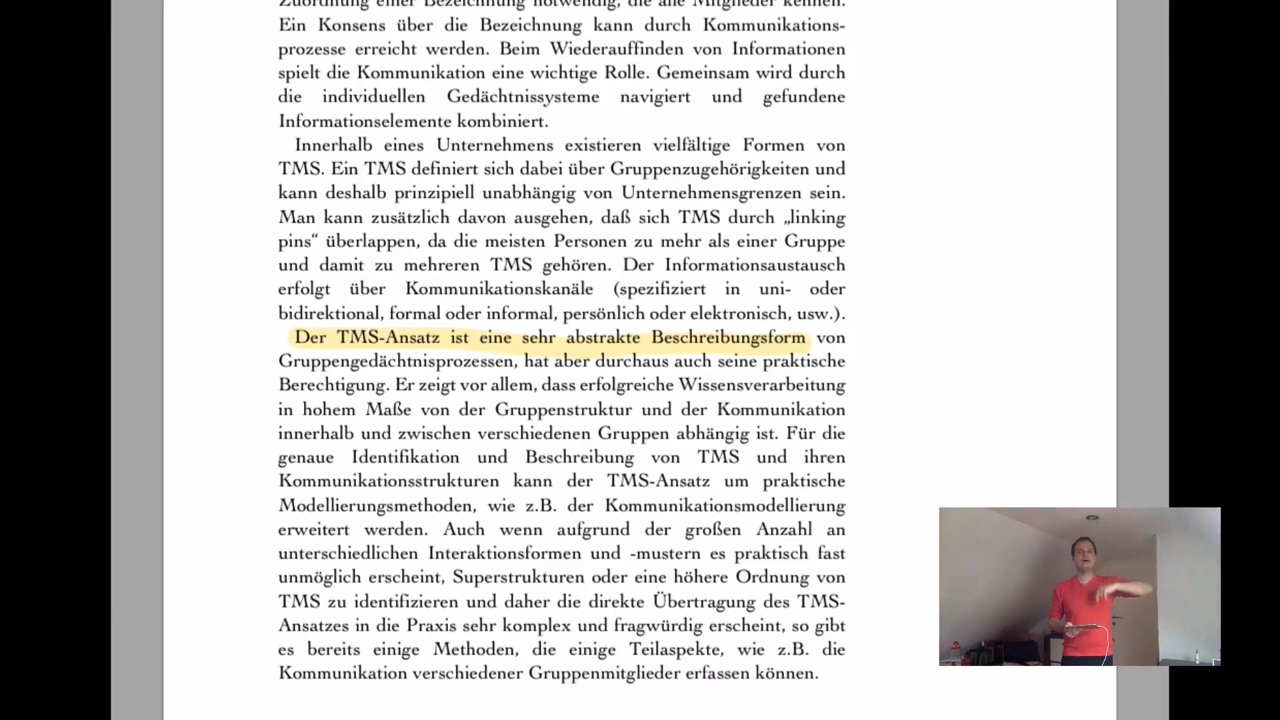 Zuordnung einer Bezeichnung notwendig, die alle Mitglieder kennen.
Ein Konsens über die Bezeichnung kann durch Kommunikations-
prozesse erreicht werden. Beim Wiederauffinden von Informationen
spielt die Kommunikation eine wichtige Rolle. Gemeinsam wird durch
die individuellen Gedächtnissysteme navigiert und gefundene
Informationselemente kombiniert.
Innerhalb eines Unternehmens existieren vielfältige Formen von
TMS. Ein TMS definiert sich dabei über Gruppenzugehörigkeiten und
kann deshalb prinzipiell unabhängig von Unternehmensgrenzen sein.
Man kann zusätzlich davon ausgehen, daß sich TMS durch „linking
pins“ überlappen, da die meisten Personen zu mehr als einer Gruppe
und damit zu mehreren TMS gehören. Der Informationsaustausch
erfolgt über Kommunikationskanäle (spezifiziert in uni- oder
bidirektional, formal oder informal, persönlich oder elektronisch, usw.).
Der TMS-Ansatz ist eine sehr abstrakte Beschreibungsform von
Gruppengedächtnisprozessen, hat aber durchaus auch seine praktische
Berechtigung. Er zeigt vor allem, dass erfolgreiche Wissensverarbeitung
in hohem Maße von der Gruppenstruktur und der Kommunikation
innerhalb und zwischen verschiedenen Gruppen abhängig ist. Für die
genaue Identifikation und Beschreibung von TMS und ihren
Kommunikationsstrukturen kann der TMS-Ansatz um praktische
Modellierungsmethoden, wie z.B. der Kommunikationsmodellierung
erweitert werden. Auch wenn aufgrund der großen Anzahl an
unterschiedlichen Interaktionsformen und -mustern es praktisch fast
unmöglich erscheint, Superstrukturen oder eine höhere Ordnung von
TMS zu identifizieren und daher die direkte Übertragung des TMS-
Ansatzes in die Praxis sehr komplex und fragwürdig erscheint, so gibt
es bereits einige Methoden, die einige Teilaspekte, wie z.B. die
Kommunikation verschiedener Gruppenmitglieder erfassen können.